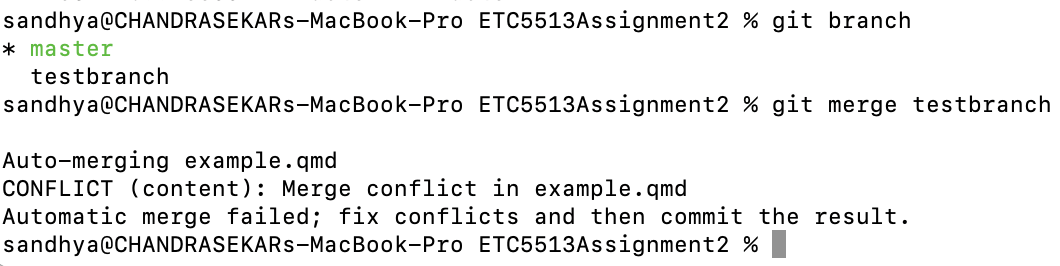 sandhya@CHANDRASEKARs-MacBook-Pro ETC5513Assignment2 % git branch
* master
  testbranch
sandhya@CHANDRASEKARs-MacBook-Pro ETC5513Assignment2 % git merge testbranch
Auto-merging example.qmd
CONFLICT (content): Merge conflict in example.qmd
Automatic merge failed; fix conflicts and then commit the result.
sandhya@CHANDRASEKARs-MacBook-Pro ETC5513Assignment2 %